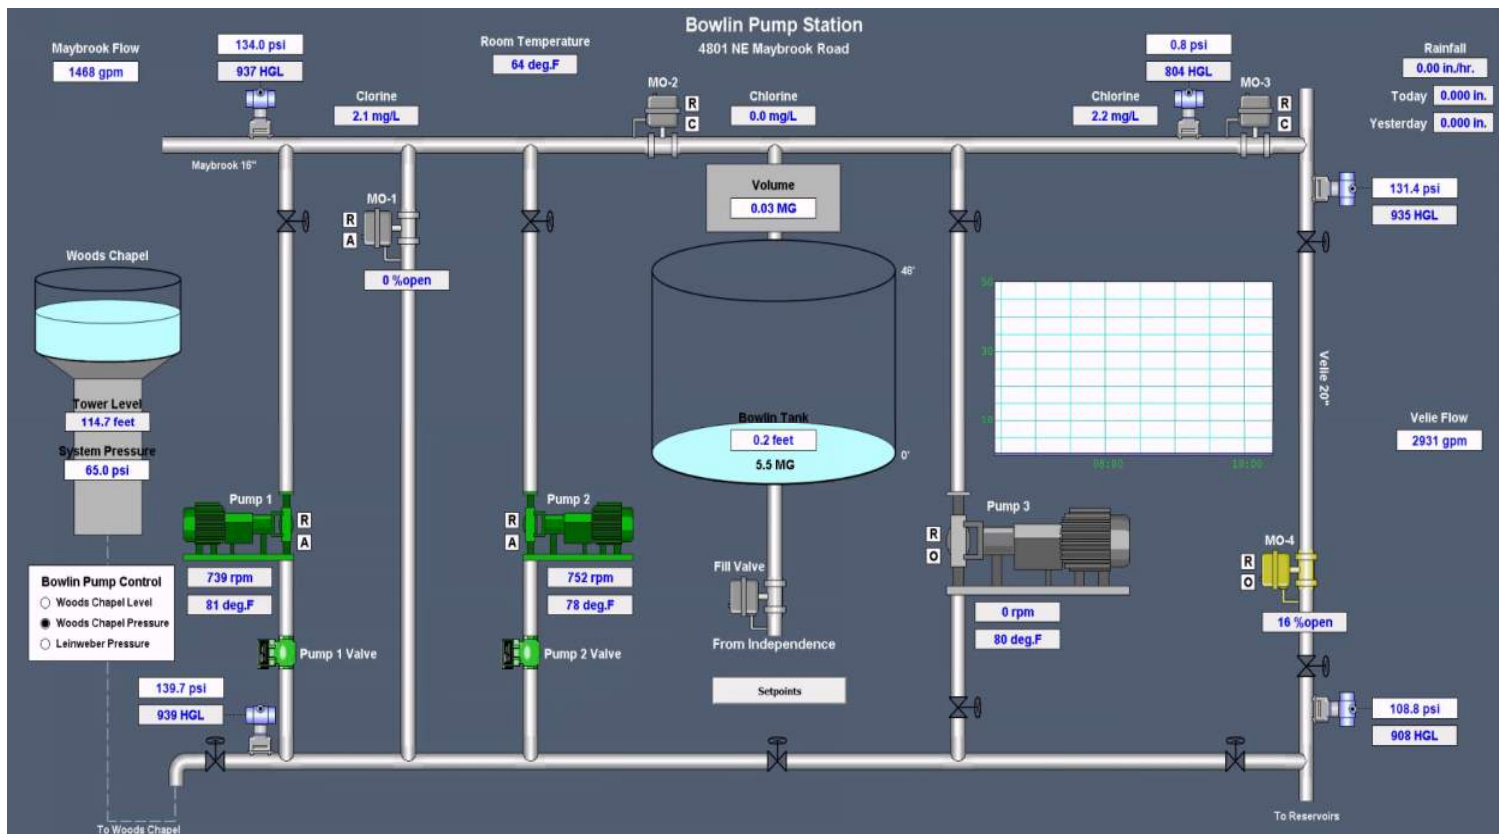 Bowlin Pump Station
4801 NE Maybrook Road
Maybrook Flow
1468 gpm
134.0 psi
937 HGL
Room Temperature
64 deg.F
0.8 psi
804 HGL
Rainfall
0.00 in./hr.
Today 0.000 in.
Yesterday 0.000 in.
Clorine
2.1 mg/L
MO-2
R
C
Chlorine
0.0 mg/L
Chlorine
2.2 mg/L
MO-3
R
C
Maybrook 16"
MO-1
R
A
0 %open
Volume
0.03 MG
131.4 psi
935 HGL
Woods Chapel
48'
50
30
10
06:00
10:00
Velie 20"
Tower Level
114.7 feet
System Pressure
65.0 psi
Bowlin Tank
0.2 feet
5.5 MG
0'
Velie Flow
2931 gpm
Pump 1
R
A
739 rpm
81 deg.F
Pump 2
R
A
752 rpm
78 deg.F
Pump 3
R
O
0 rpm
80 deg.F
MO-4
R
O
16 %open
Fill Valve
From Independence
Bowlin Pump Control
Woods Chapel Level
Woods Chapel Pressure
Leinweber Pressure
Pump 1 Valve
Pump 2 Valve
Setpoints
139.7 psi
939 HGL
108.8 psi
908 HGL
To Woods Chapel
To Reservoirs